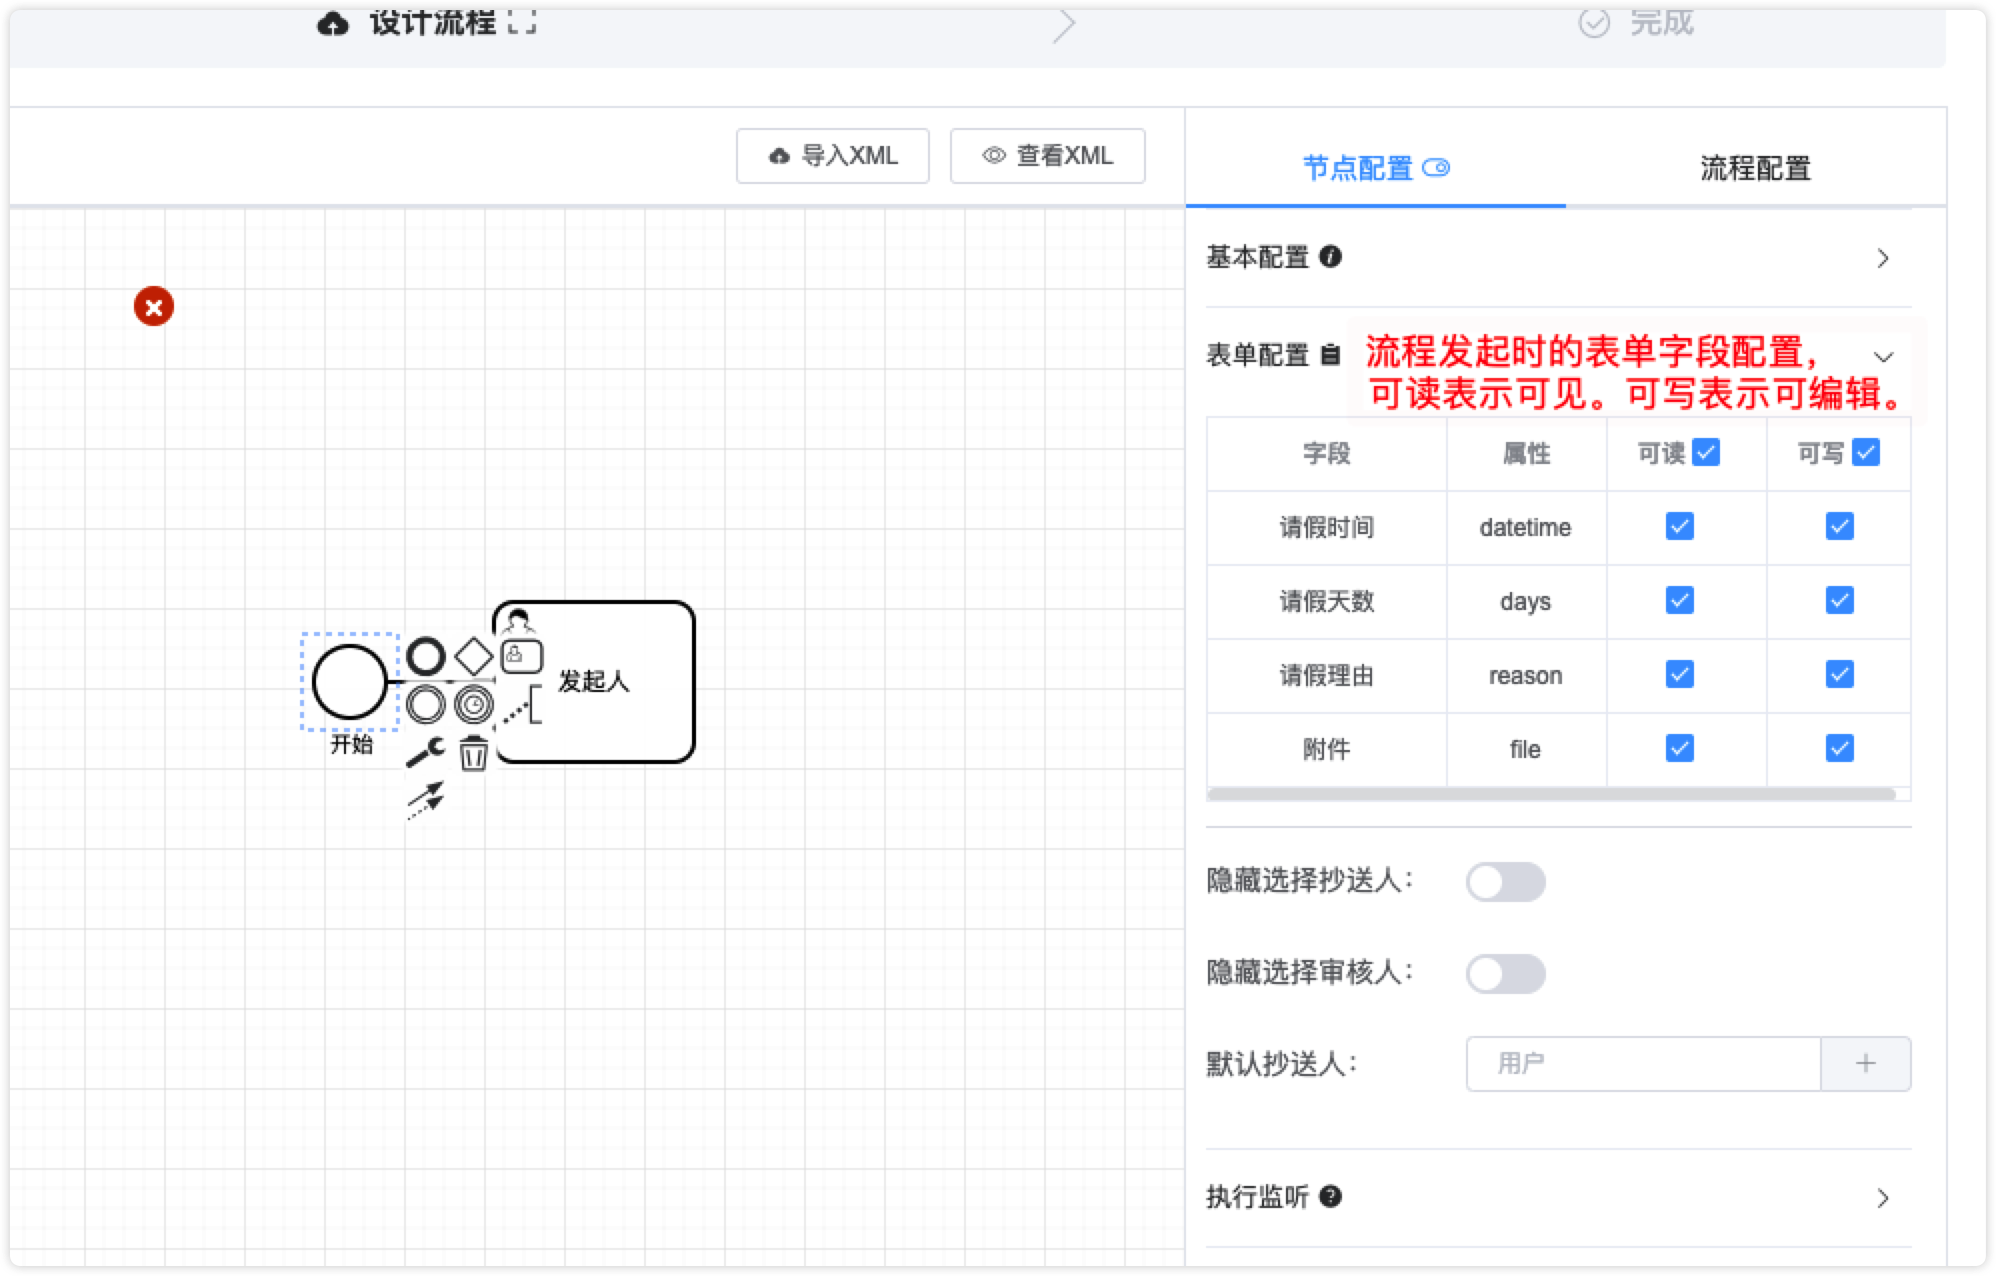 设计流程
完成
导入XML
查看XML
节点配置
流程配置
基本配置
表单配置
流程发起时的表单字段配置，
可读表示可见。可写表示可编辑。
字段 属性 可读 可写
请假时间 datetime
请假天数 days
请假理由 reason
附件 file
发起人
开始
隐藏选择抄送人：
隐藏选择审核人：
默认抄送人：
用户
执行监听